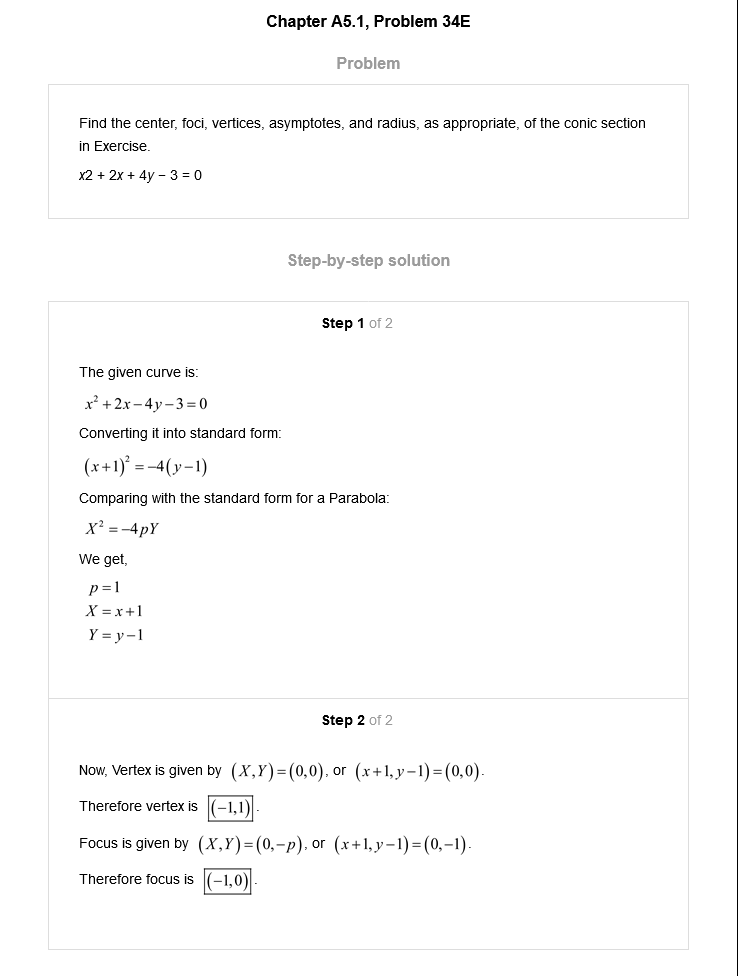 Chapter A5.1, Problem 34E
Problem
Find the center, foci, vertices, asymptotes, and radius, as appropriate, of the conic section
in Exercise.
x2 + 2x + 4y − 3 = 0
Step-by-step solution
Step 1 of 2
The given curve is:
x² + 2x − 4y − 3 = 0
Converting it into standard form:
(x+1)² = −4(y−1)
Comparing with the standard form for a Parabola:
X² = −4pY
We get,
p = 1
X = x+1
Y = y−1
Step 2 of 2
Now, Vertex is given by (X,Y)=(0,0), or (x+1,y−1)=(0,0).
Therefore vertex is (−1,1).
Focus is given by (X,Y)=(0,−p), or (x+1,y−1)=(0,−1).
Therefore focus is (−1,0).